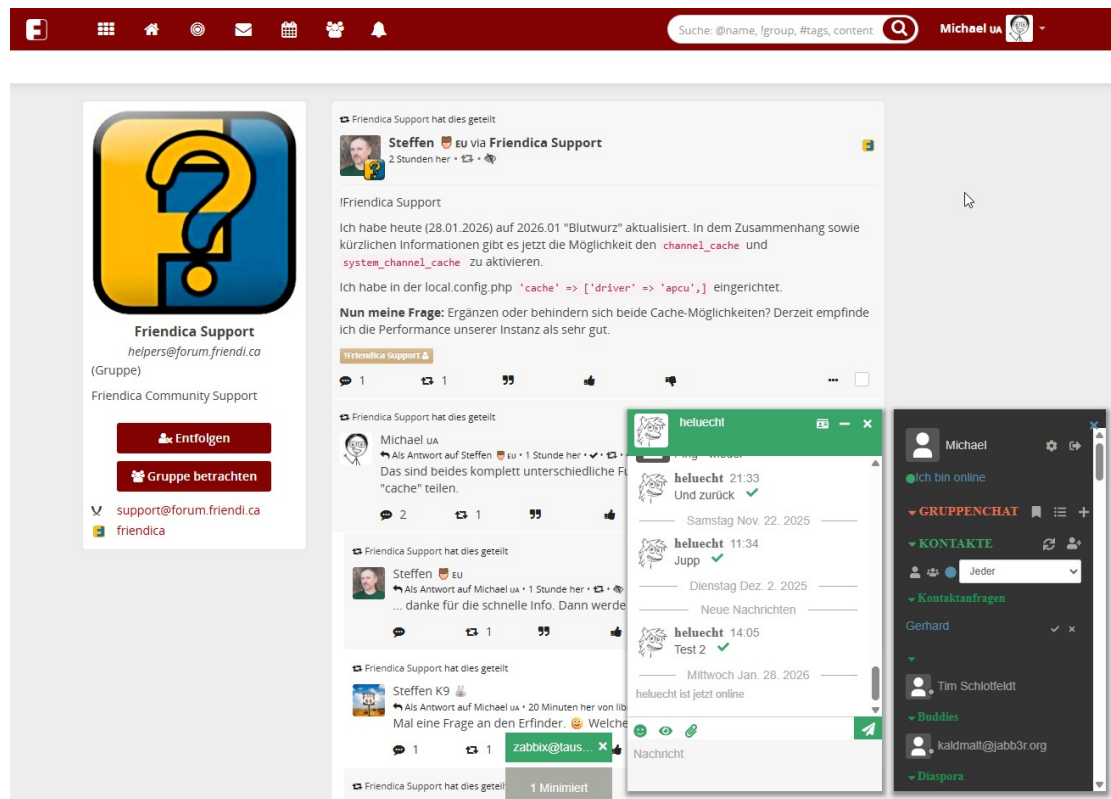 Suche: @name, !group, #tags, content
Michael UA
Friendica Support
helpers@forum.friendi.ca
(Gruppe)
Friendica Community Support
Entfolgen
Gruppe betrachten
support@forum.friendi.ca
friendica
Friendica Support hat dies geteilt
Steffen EU via Friendica Support
2 Stunden her • •
!Friendica Support
Ich habe heute (28.01.2026) auf 2026.01 "Blutwurz" aktualisiert. In dem Zusammenhang sowie
kürzlichen Informationen gibt es jetzt die Möglichkeit den channel_cache und
system_channel_cache zu aktivieren.
Ich habe in der local.config.php 'cache' => ['driver' => 'apcu',] eingerichtet.
Nun meine Frage: Ergänzen oder behindern sich beide Cache-Möglichkeiten? Derzeit empfinde
ich die Performance unserer Instanz als sehr gut.
!Friendica Support
1 1
Friendica Support hat dies geteilt
Michael UA
Als Antwort auf Steffen EU • 1 Stunde her • •
Das sind beides komplett unterschiedliche
"cache" teilen.
2 1
Friendica Support hat dies geteilt
Steffen EU
Als Antwort auf Michael UA • 1 Stunde her • •
... danke für die schnelle Info. Dann werde
1
Friendica Support hat dies geteilt
Steffen K9
Als Antwort auf Michael UA • 20 Minuten her von lib
Mal eine Frage an den Erfinder. Welche
1 1
Friendica Support hat dies geteil
zabbix@taus...
1 Minimiert
heluecht
heluecht 21:33
Und zurück
Samstag Nov. 22. 2025
heluecht 11:34
Jupp
Dienstag Dez. 2. 2025
Neue Nachrichten
heluecht 14:05
Test 2
Mittwoch Jan. 28. 2026
heluecht ist jetzt online
Nachricht
Michael
Ich bin online
GRUPPENCHAT
KONTAKTE
Jeder
Kontaktanfragen
Gerhard
Tim Schlotfeldt
Buddies
kaldmalt@jabb3r.org
Diaspora